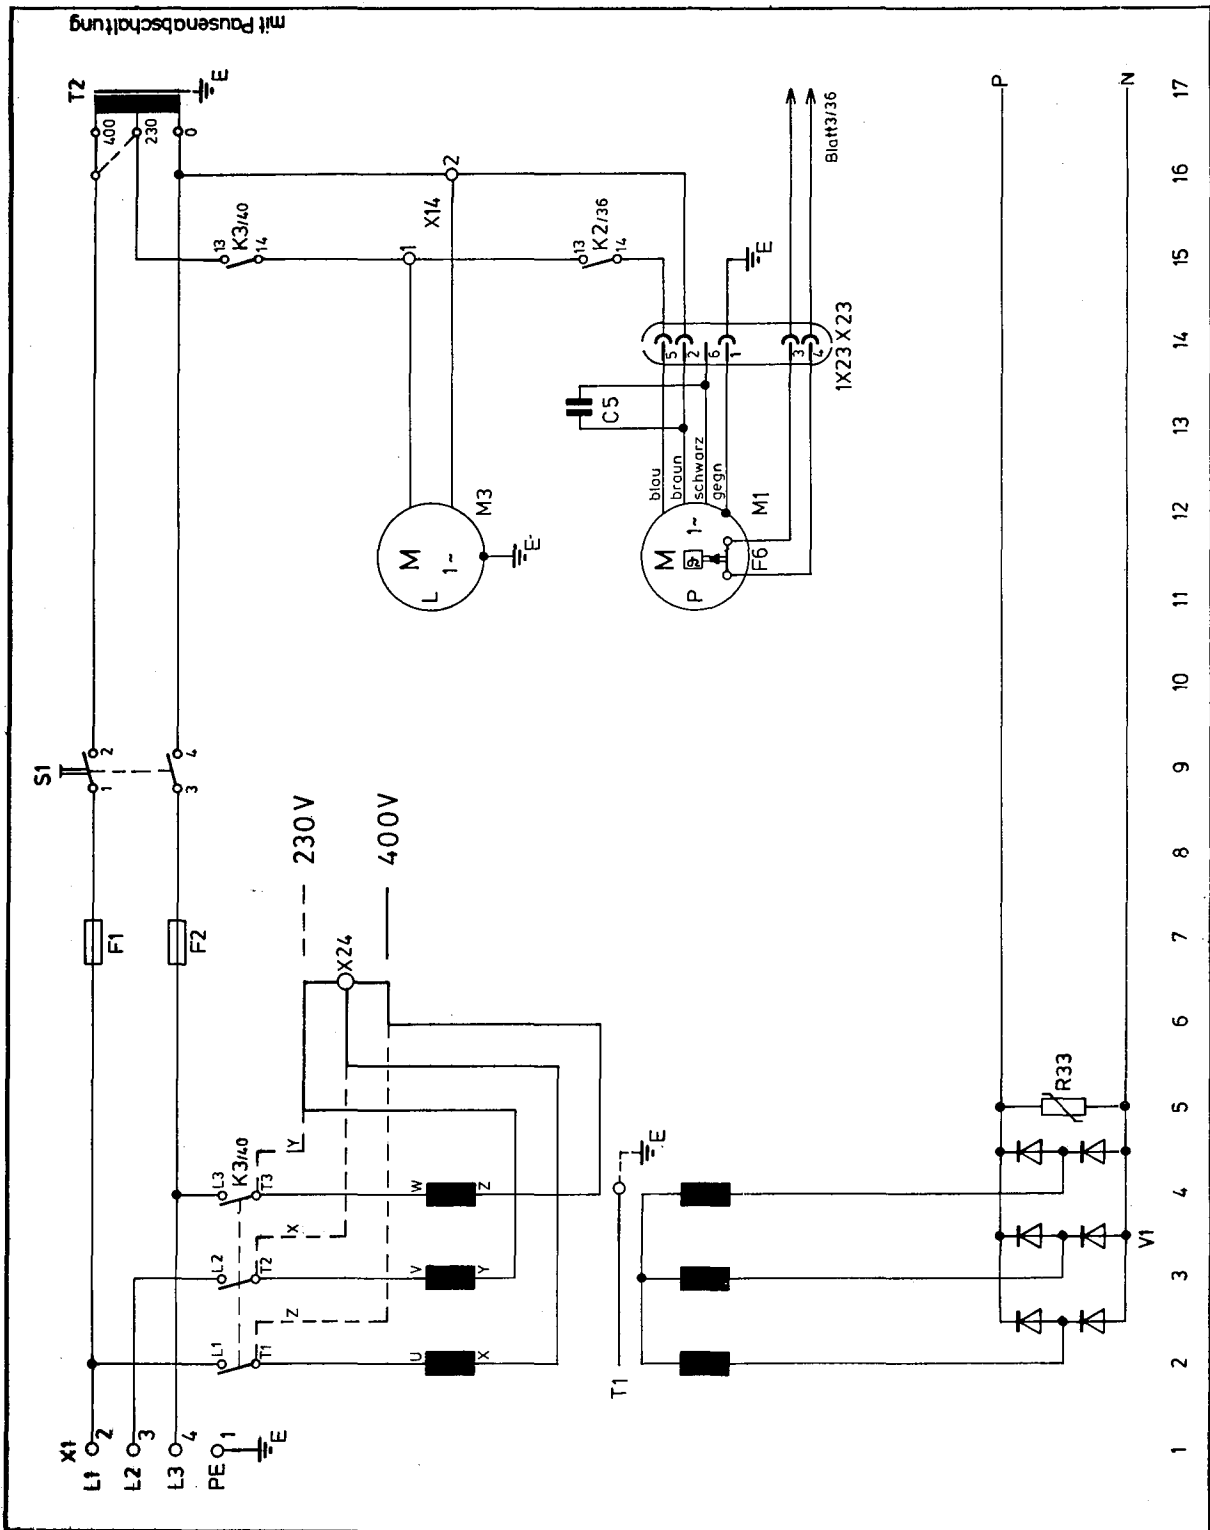 mit Pausenabschaltung
X1
L1
2
L2
3
L3
4
PE
1
E
F1
F2
S1
1
2
3
4
T2
400
230
0
E
L1
L2
L3
K3/40
T1
T2
T3
Z
X
Y
230V
400V
X24
U
V
W
X
Y
Z
T1
E
13
K3/40
14
1
X14
2
13
K2/36
14
M
1~
L
M3
E
C5
blau
braun
schwarz
gegn
5
2
6
1
3
4
1X23 X23
E
Blatt3/36
M
1~
P
M1
F6
V1
R33
P
N
1 2 3 4 5 6 7 8 9 10 11 12 13 14 15 16 17